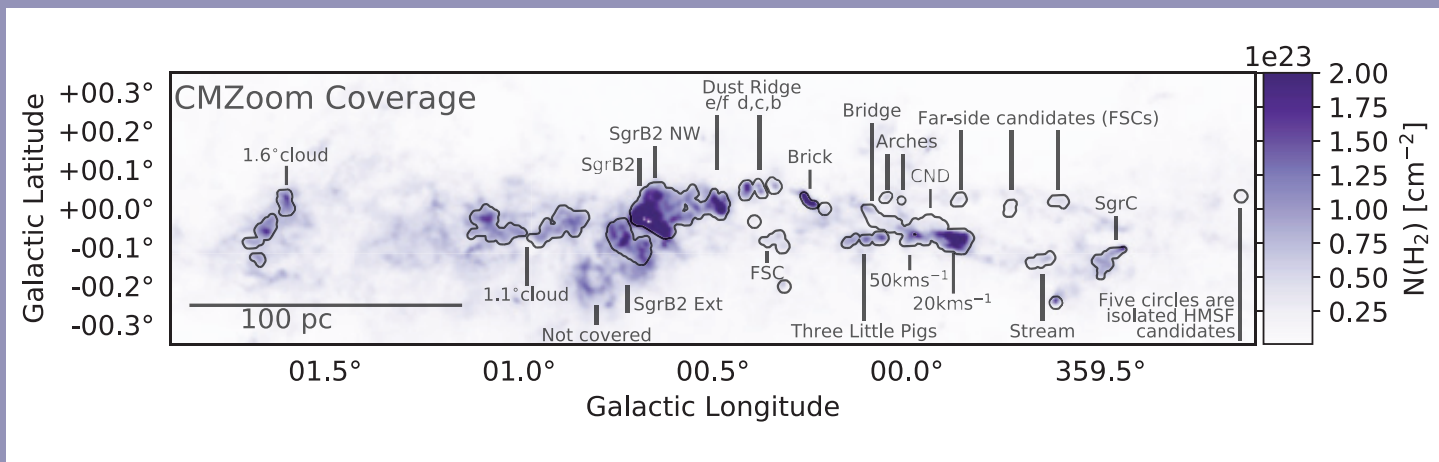 1e23
CMZoom Coverage
Dust Ridge
e/f d,c,b
Bridge
Far-side candidates (FSCs)
SgrB2 NW
Arches
SgrB2
Brick
CND
1.6°cloud
SgrC
FSC
50kms⁻¹
1.1°cloud
20kms⁻¹
SgrB2 Ext
Not covered
Three Little Pigs
Stream
Five circles are
isolated HMSF
candidates
100 pc
Galactic Latitude
+00.3°
+00.2°
+00.1°
+00.0°
-00.1°
-00.2°
-00.3°
01.5°
01.0°
00.5°
00.0°
359.5°
Galactic Longitude
2.00
1.75
1.50
1.25
1.00
0.75
0.50
0.25
N(H₂) [cm⁻²]